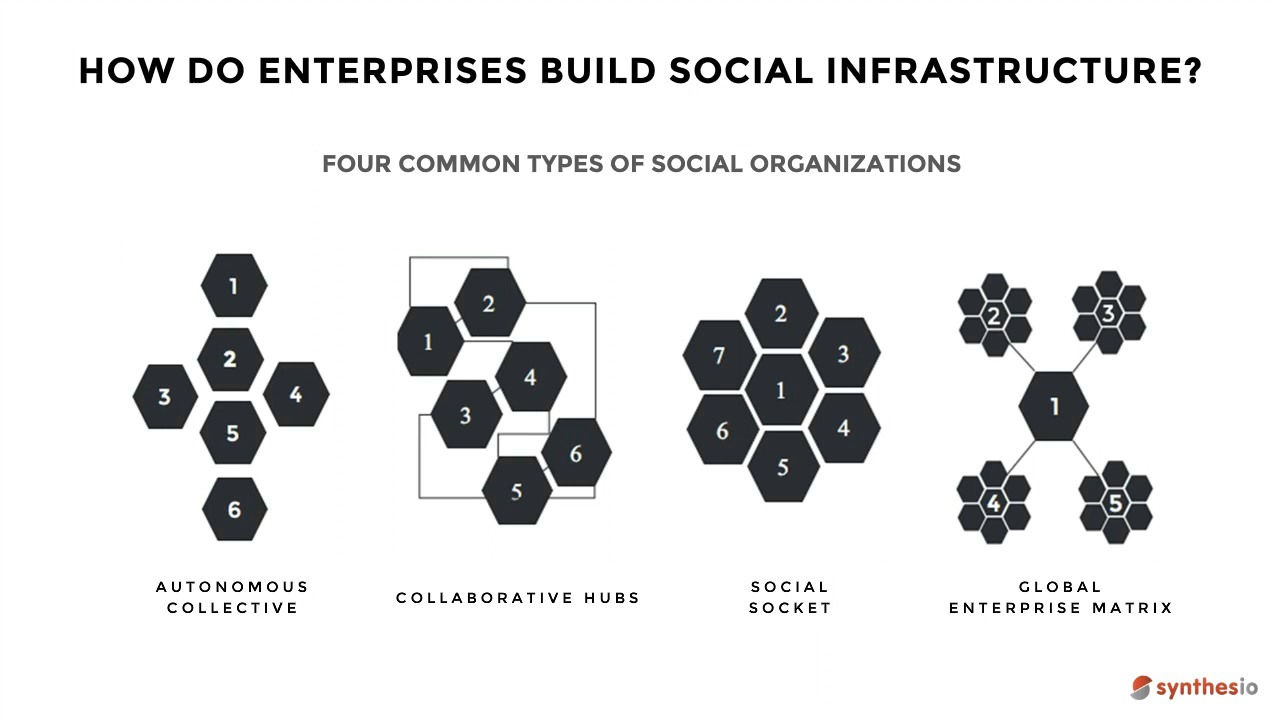 HOW DO ENTERPRISES BUILD SOCIAL INFRASTRUCTURE?
FOUR COMMON TYPES OF SOCIAL ORGANIZATIONS
1
2
3
4
5
6
AUTONOMOUS
COLLECTIVE
2
1
4
3
6
5
COLLABORATIVE HUBS
2
7
3
1
6
4
5
SOCIAL
SOCKET
2
3
1
4
5
GLOBAL
ENTERPRISE MATRIX
synthesio